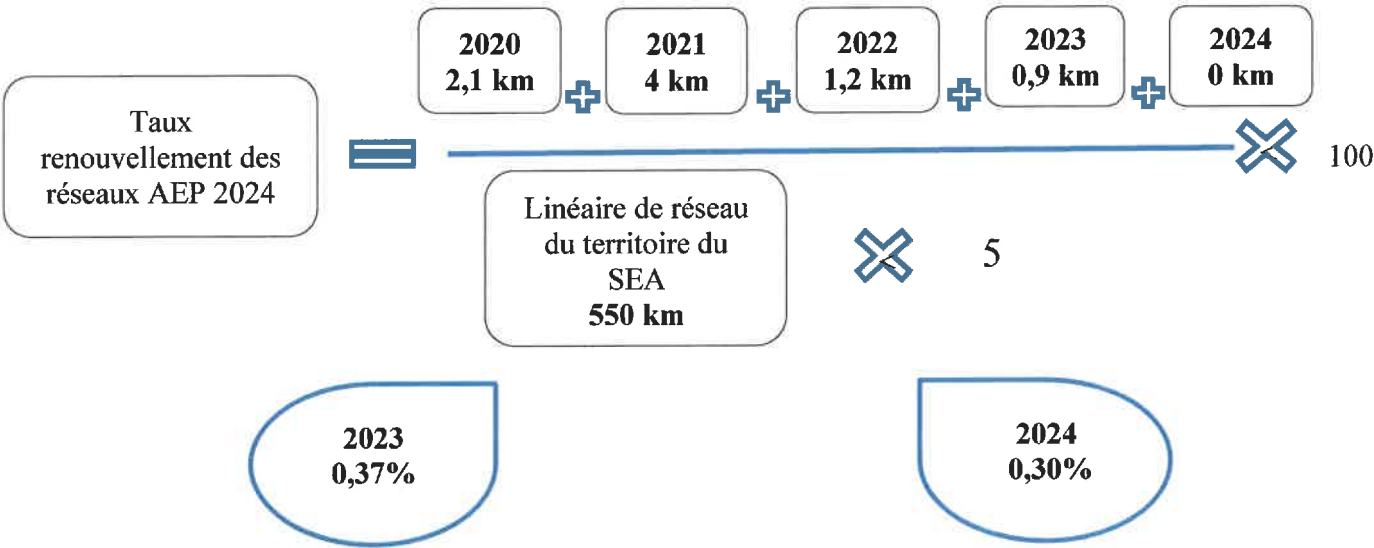 2020
2,1 km
2021
4 km
2022
1,2 km
2023
0,9 km
2024
0 km
Taux
renouvellement des
réseaux AEP 2024
100
Linéaire de réseau
du territoire du
SEA
550 km
5
2023
0,37%
2024
0,30%